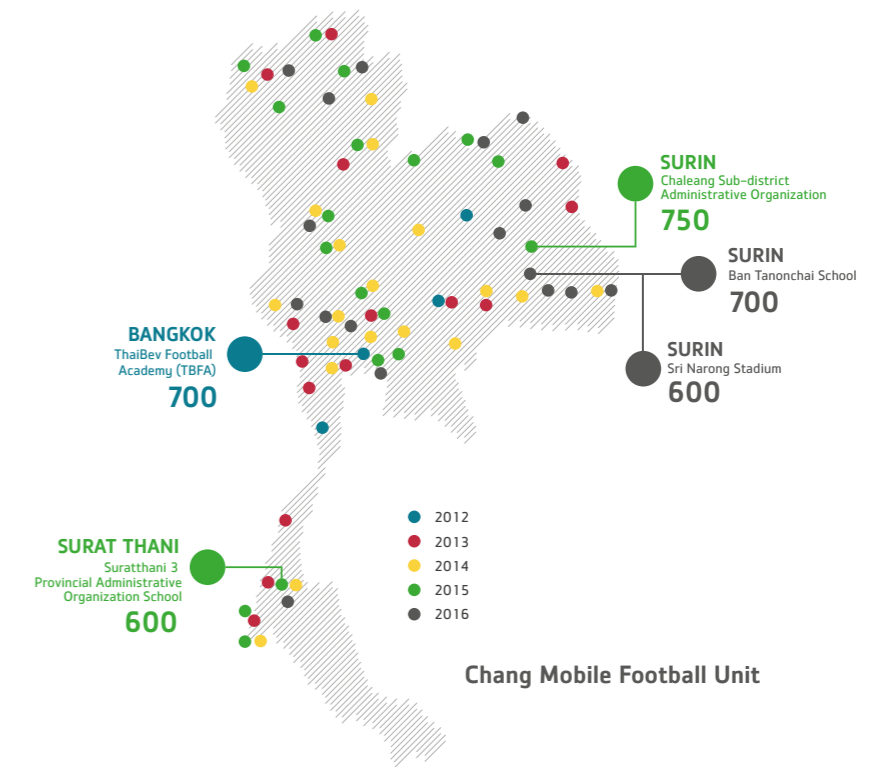 SURIN
Chaleang Sub-district
Administrative Organization
750
SURIN
Ban Tanonchai School
700
SURIN
Sri Narong Stadium
600
BANGKOK
ThaiBev Football
Academy (TBFA)
700
SURAT THANI
Suratthani 3
Provincial Administrative
Organization School
600
2012
2013
2014
2015
2016
Chang Mobile Football Unit